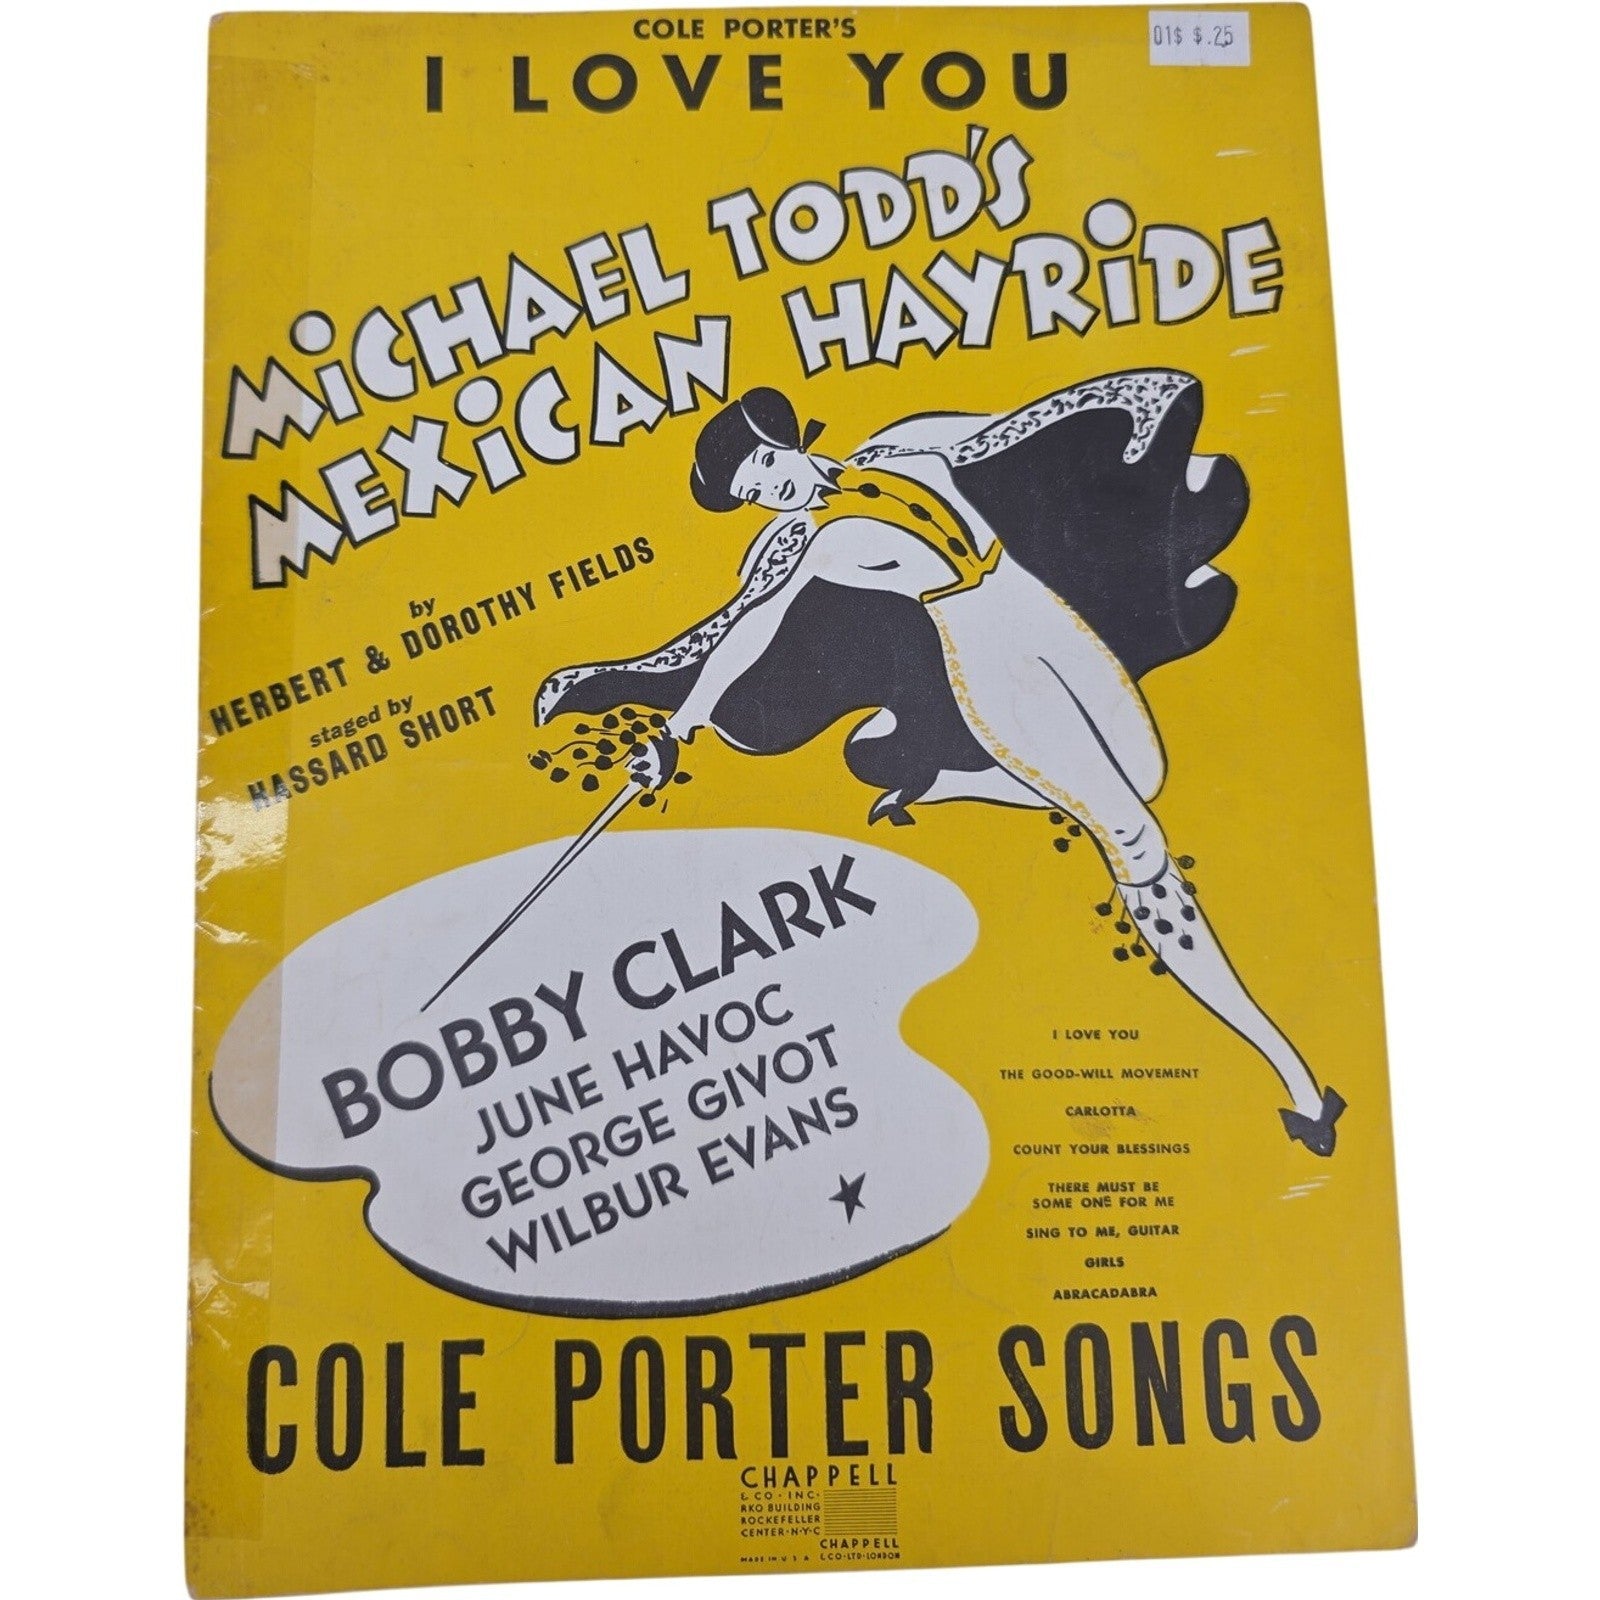 COLE PORTER'S
01$ $.25
I LOVE YOU
MiCHAEL TODD'S
MEXiCAN HAYRiDE
by
HERBERT & DOROTHY FIELDS
staged by
HASSARD SHORT
BOBBY CLARK
JUNE HAVOC
GEORGE GIVOT
WILBUR EVANS
I LOVE YOU
THE GOOD-WILL MOVEMENT
CARLOTTA
COUNT YOUR BLESSINGS
THERE MUST BE
SOME ONE FOR ME
SING TO ME, GUITAR
GIRLS
ABRACADABRA
COLE PORTER SONGS
CHAPPELL
& CO · INC ·
RKO BUILDING
ROCKEFELLER
CENTER · N·Y·C
CHAPPELL
& CO · LTD · LONDON
MADE IN U S A